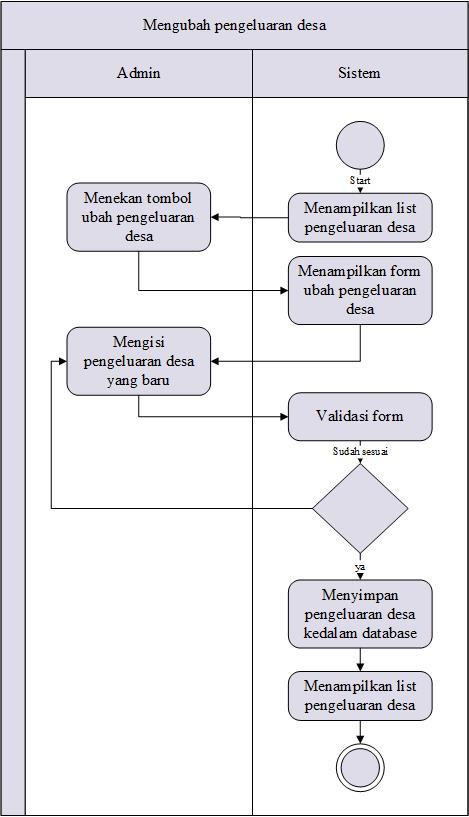 Mengubah pengeluaran desa
Admin
Sistem
Start
Menampilkan list
pengeluaran desa
Menekan tombol
ubah pengeluaran
desa
Menampilkan form
ubah pengeluaran
desa
Mengisi
pengeluaran desa
yang baru
Validasi form
Sudah sesuai
ya
Menyimpan
pengeluaran desa
kedalam database
Menampilkan list
pengeluaran desa